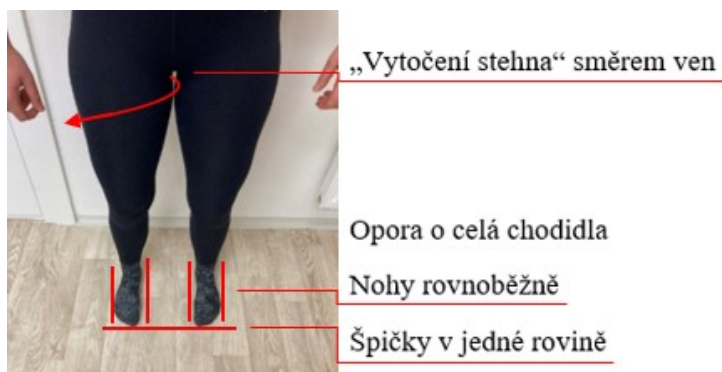 „Vytočení stehna“ směrem ven
Opora o celá chodidla
Nohy rovnoběžně
Špičky v jedné rovině